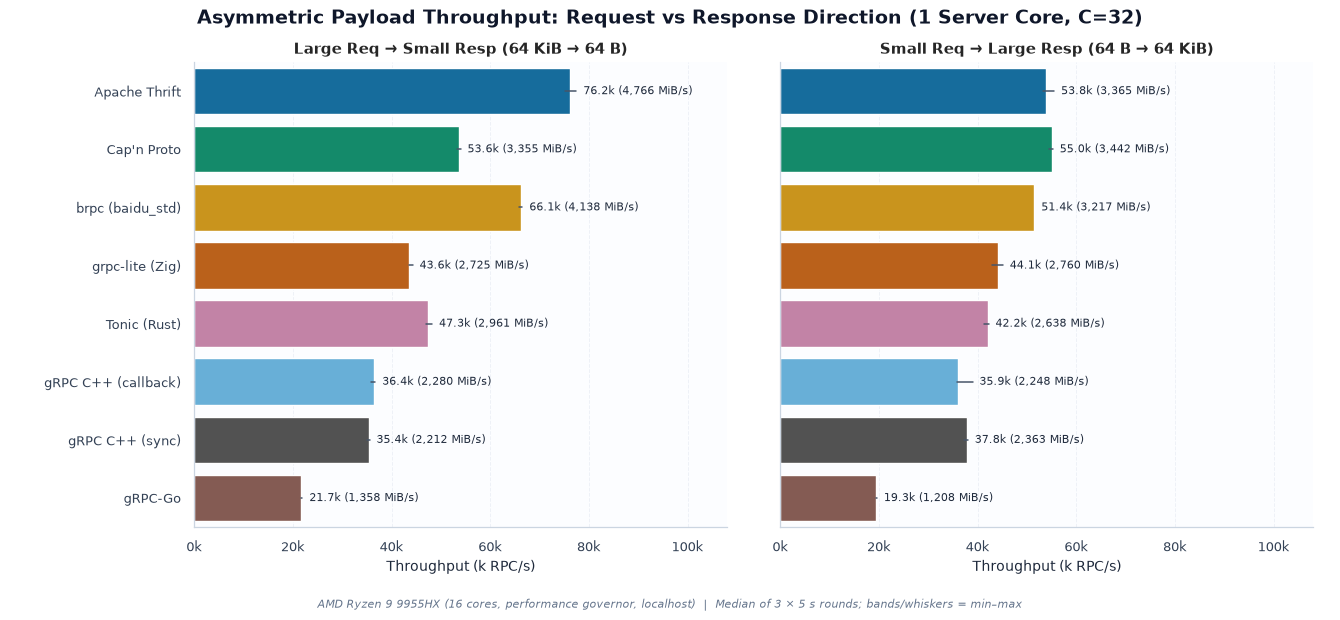 Asymmetric Payload Throughput: Request vs Response Direction (1 Server Core, C=32)
Large Req → Small Resp (64 KiB → 64 B)
Apache Thrift 76.2k (4,766 MiB/s)
Cap'n Proto 53.6k (3,355 MiB/s)
brpc (baidu_std) 66.1k (4,138 MiB/s)
grpc-lite (Zig) 43.6k (2,725 MiB/s)
Tonic (Rust) 47.3k (2,961 MiB/s)
gRPC C++ (callback) 36.4k (2,280 MiB/s)
gRPC C++ (sync) 35.4k (2,212 MiB/s)
gRPC-Go 21.7k (1,358 MiB/s)
0k 20k 40k 60k 80k 100k
Throughput (k RPC/s)
Small Req → Large Resp (64 B → 64 KiB)
53.8k (3,365 MiB/s)
55.0k (3,442 MiB/s)
51.4k (3,217 MiB/s)
44.1k (2,760 MiB/s)
42.2k (2,638 MiB/s)
35.9k (2,248 MiB/s)
37.8k (2,363 MiB/s)
19.3k (1,208 MiB/s)
0k 20k 40k 60k 80k 100k
Throughput (k RPC/s)
AMD Ryzen 9 9955HX (16 cores, performance governor, localhost) | Median of 3 × 5 s rounds; bands/whiskers = min–max